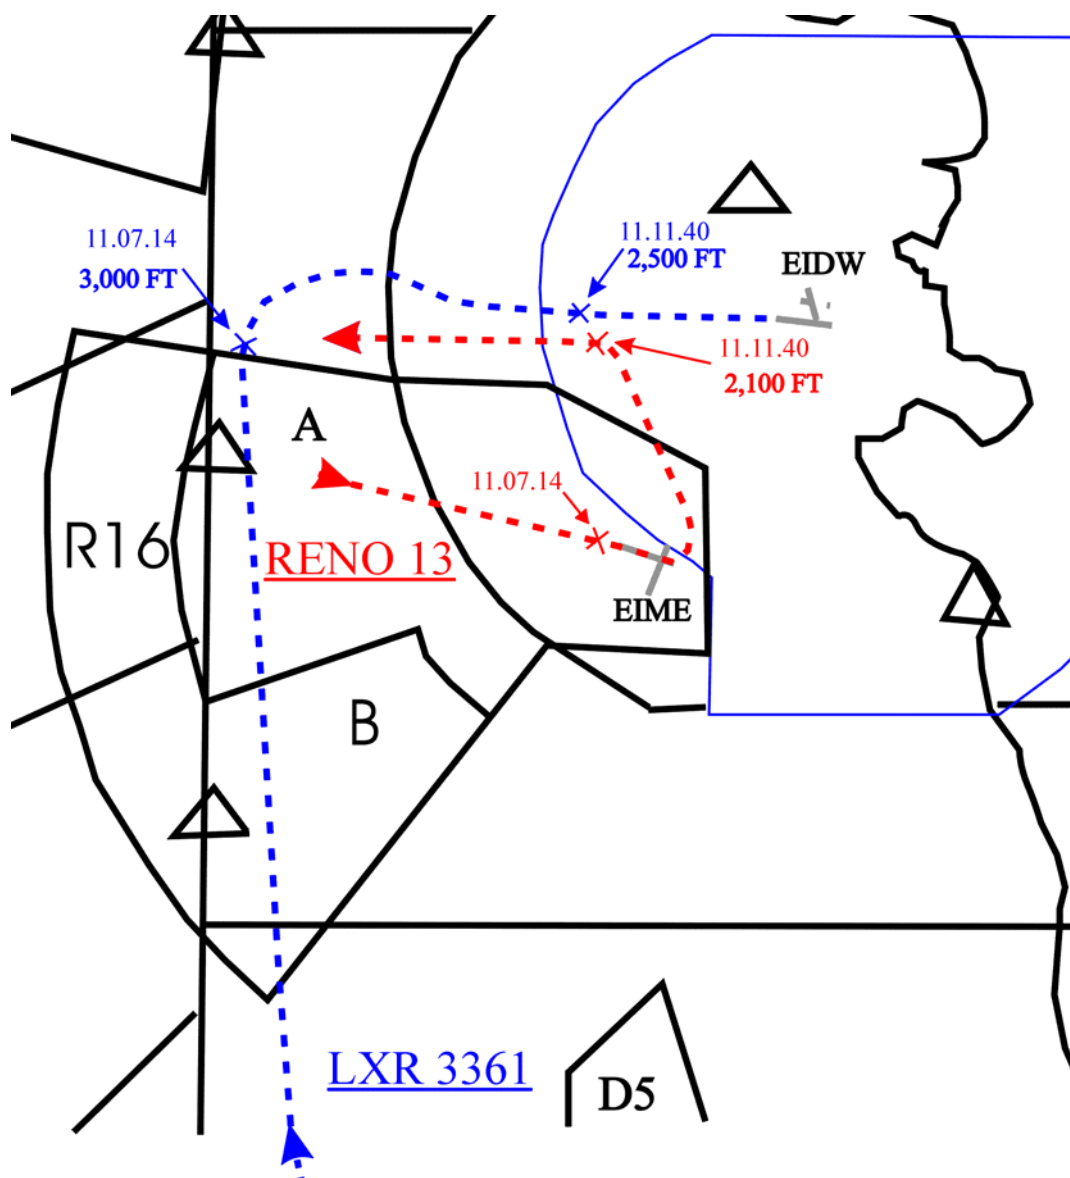 11.07.14
3,000 FT
11.11.40
2,500 FT
EIDW
11.11.40
2,100 FT
A
11.07.14
R16
RENO 13
EIME
B
LXR 3361
D5